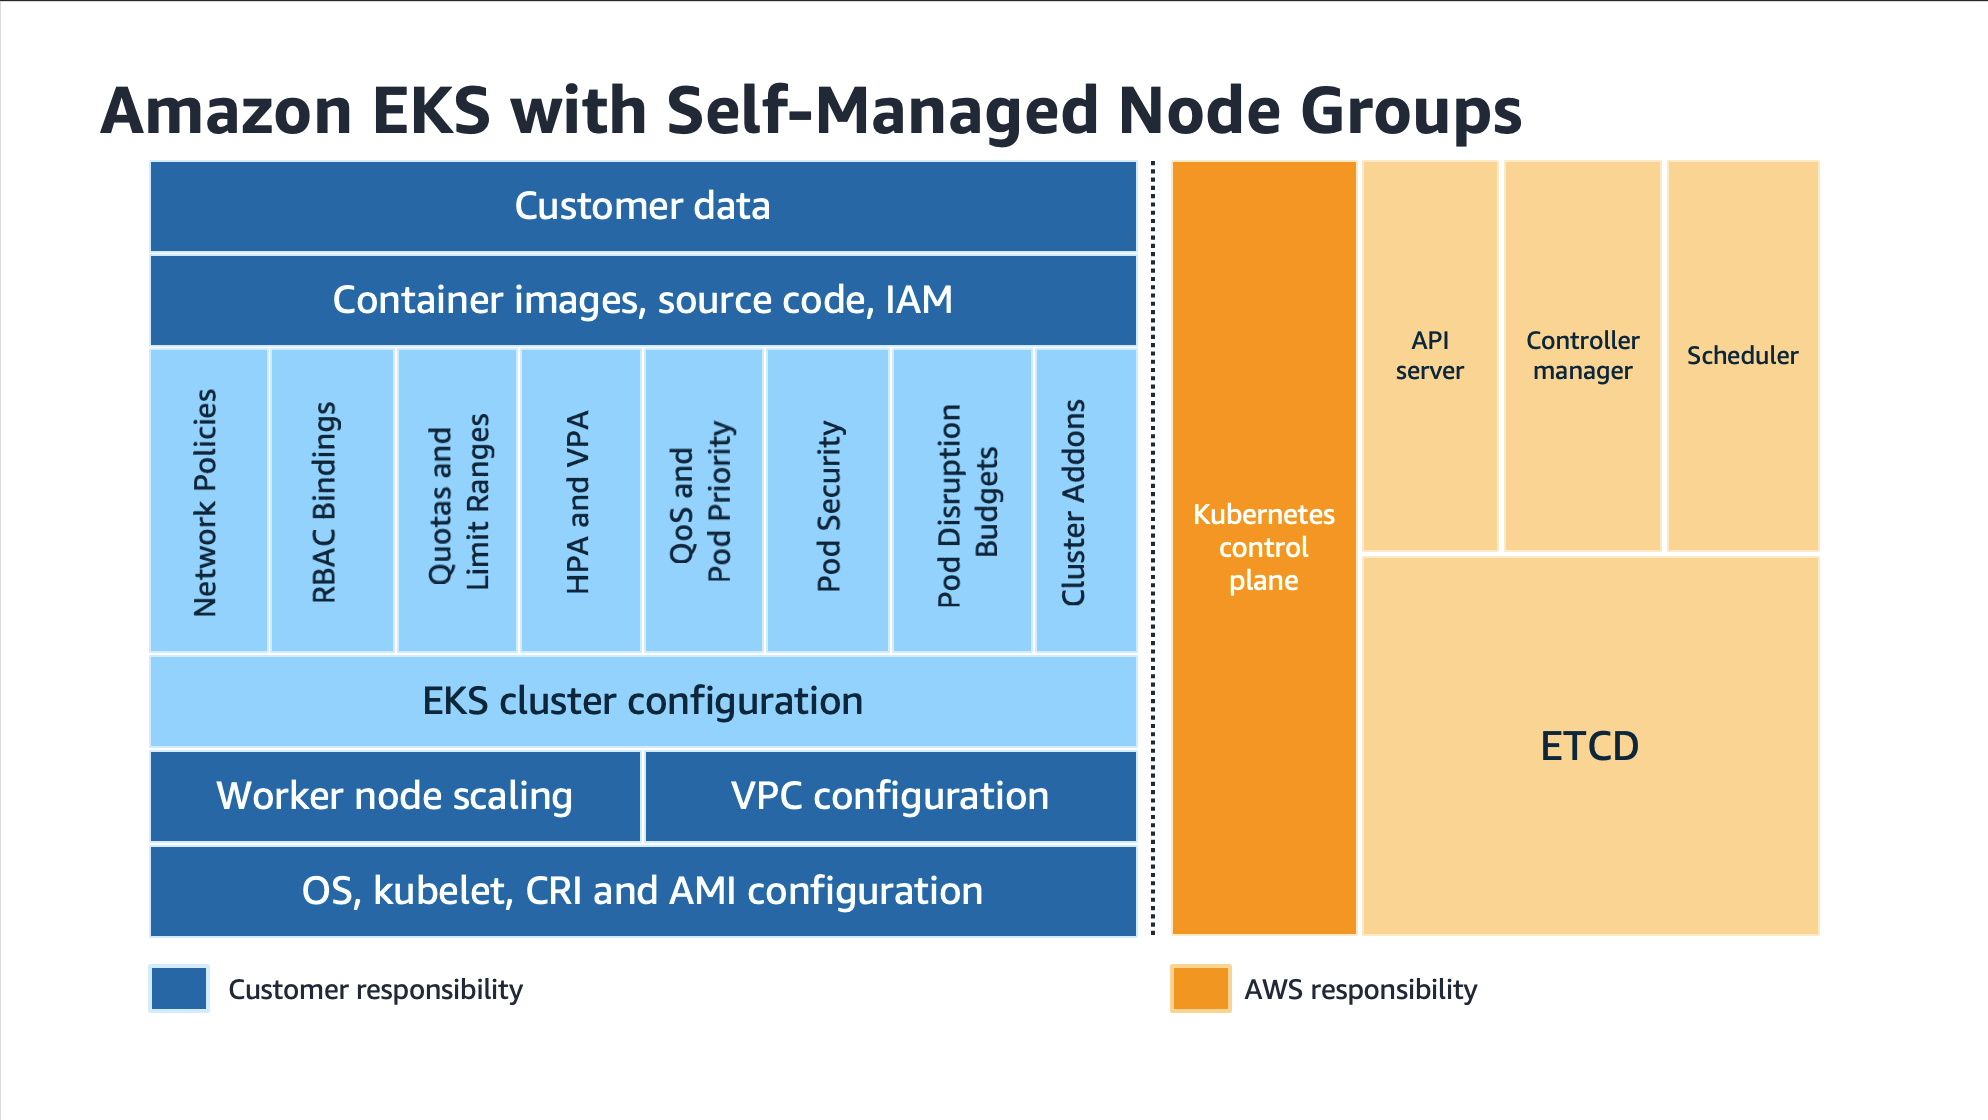 Amazon EKS with Self-Managed Node Groups
Customer data
Container images, source code, IAM
Network Policies
RBAC Bindings
Quotas and
Limit Ranges
HPA and VPA
QoS and
Pod Priority
Pod Security
Pod Disruption
Budgets
Cluster Addons
EKS cluster configuration
Worker node scaling
VPC configuration
OS, kubelet, CRI and AMI configuration
Customer responsibility
Kubernetes
control
plane
API
server
Controller
manager
Scheduler
ETCD
AWS responsibility